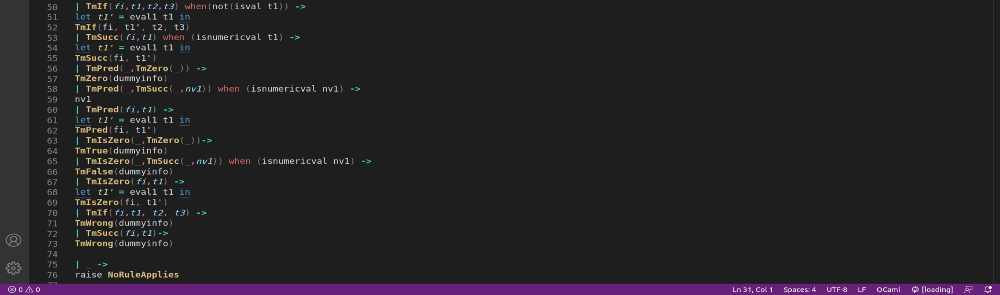 50 | TmIf(fi,t1,t2,t3) when(not(isval t1)) ->
51 let t1' = eval1 t1 in
52 TmIf(fi, t1', t2, t3)
53 | TmSucc(fi,t1) when (isnumericval t1) ->
54 let t1' = eval1 t1 in
55 TmSucc(fi, t1')
56 | TmPred(_,TmZero(_)) ->
57 TmZero(dummyinfo)
58 | TmPred(_,TmSucc(_,nv1)) when (isnumericval nv1) ->
59 nv1
60 | TmPred(fi,t1) ->
61 let t1' = eval1 t1 in
62 TmPred(fi, t1')
63 | TmIsZero(_,TmZero(_))->
64 TmTrue(dummyinfo)
65 | TmIsZero(_,TmSucc(_,nv1)) when (isnumericval nv1) ->
66 TmFalse(dummyinfo)
67 | TmIsZero(fi,t1) ->
68 let t1' = eval1 t1 in
69 TmIsZero(fi, t1')
70 | TmIf(fi,t1, t2, t3) ->
71 TmWrong(dummyinfo)
72 | TmSucc(fi,t1)->
73 TmWrong(dummyinfo)
74
75 | _ ->
76 raise NoRuleApplies
0 0 Ln 31, Col 1 Spaces: 4 UTF-8 LF OCaml [loading]